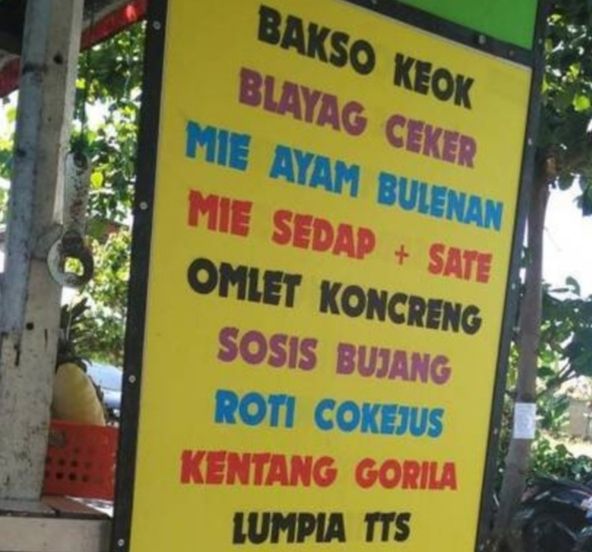 BAKSO KEOK
BLAYAG CEKER
MIE AYAM BULENAN
MIE SEDAP + SATE
OMLET KONCRENG
SOSIS BUJANG
ROTI COKEJUS
KENTANG GORILA
LUMPIA TTS